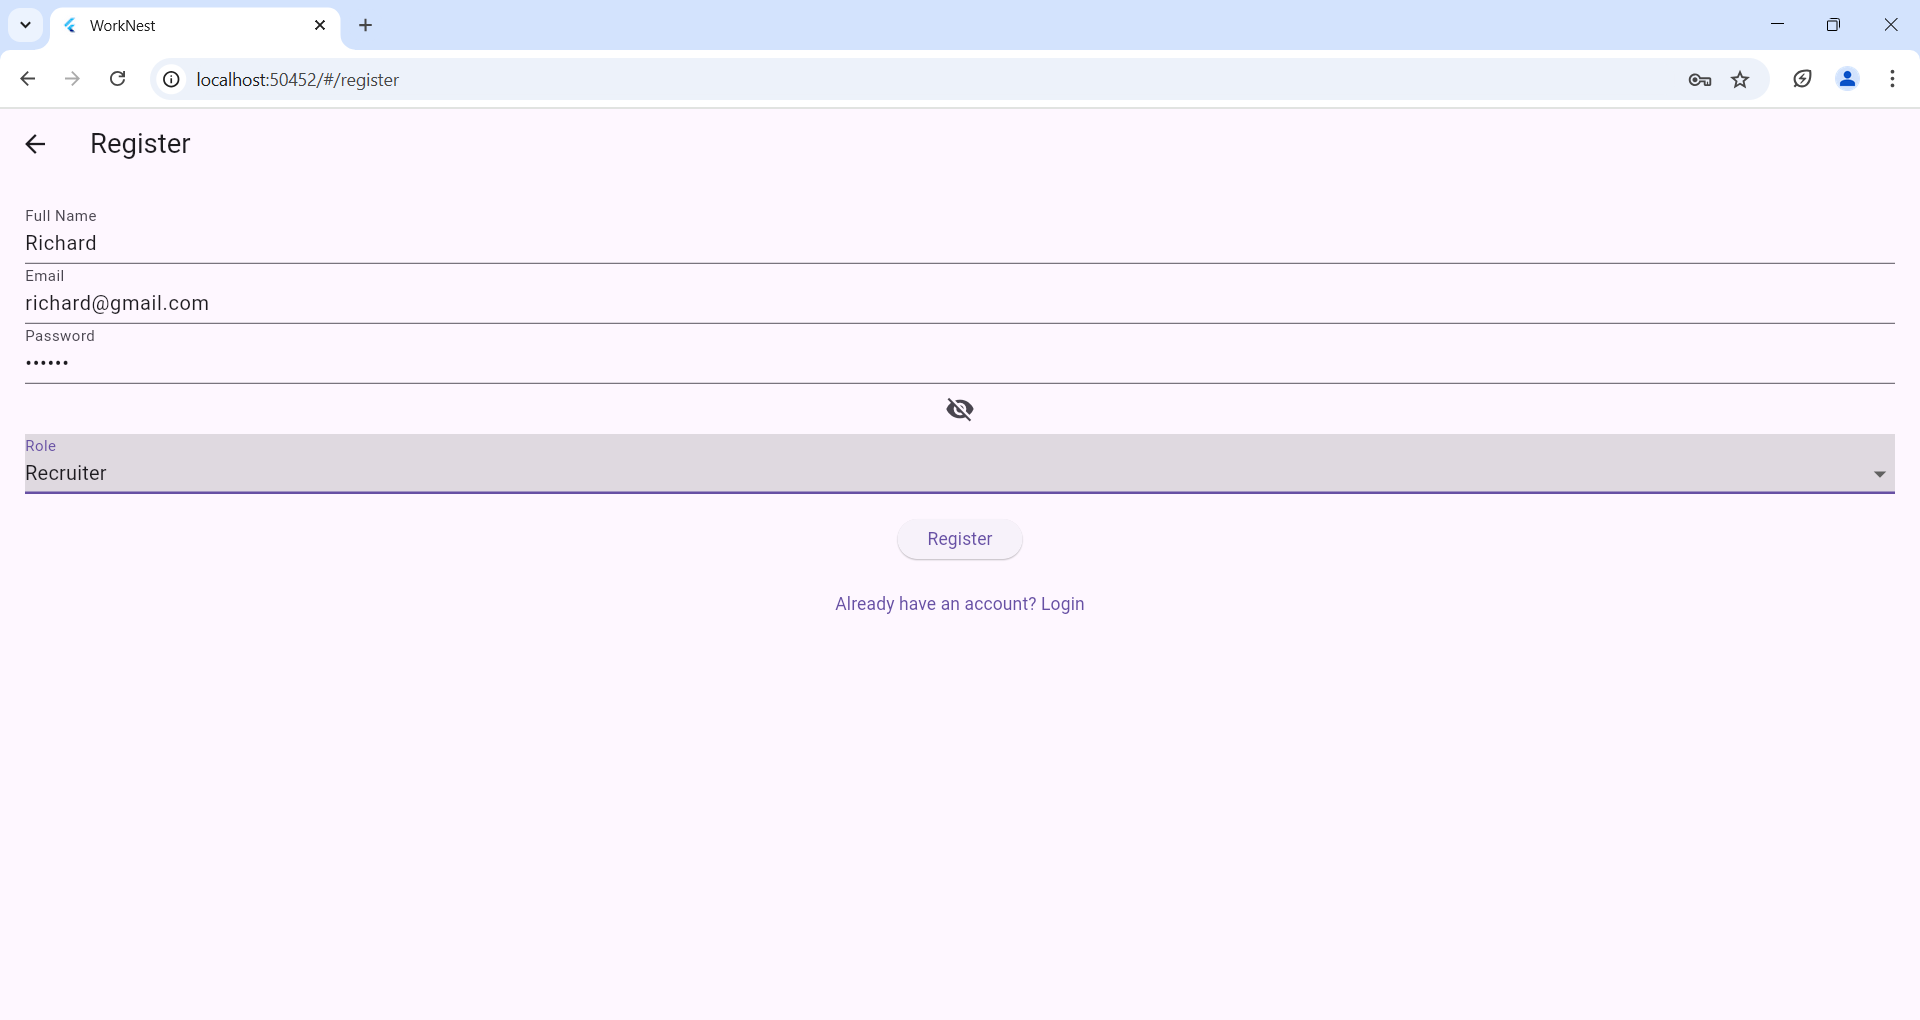 WorkNest
localhost:50452/#/register
Register
Full Name
Richard
Email
richard@gmail.com
Password
••••••
Role
Recruiter
Register
Already have an account? Login